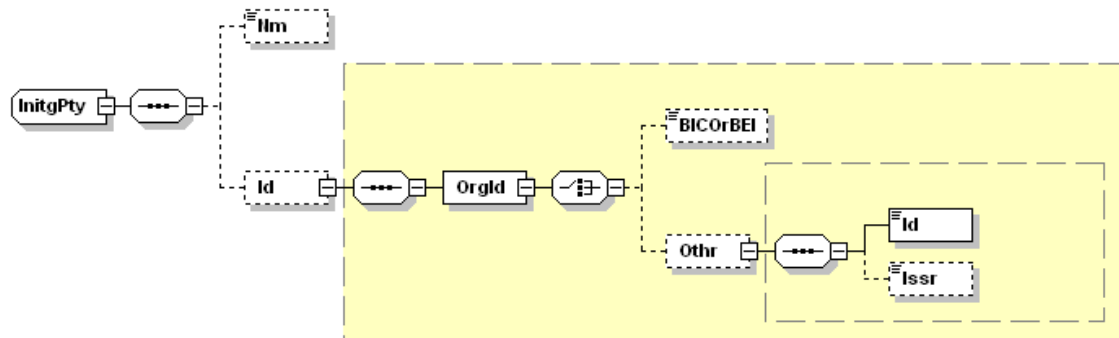 Nm
InitgPty
BICOrBEI
Id
OrgId
Othr
Id
Issr